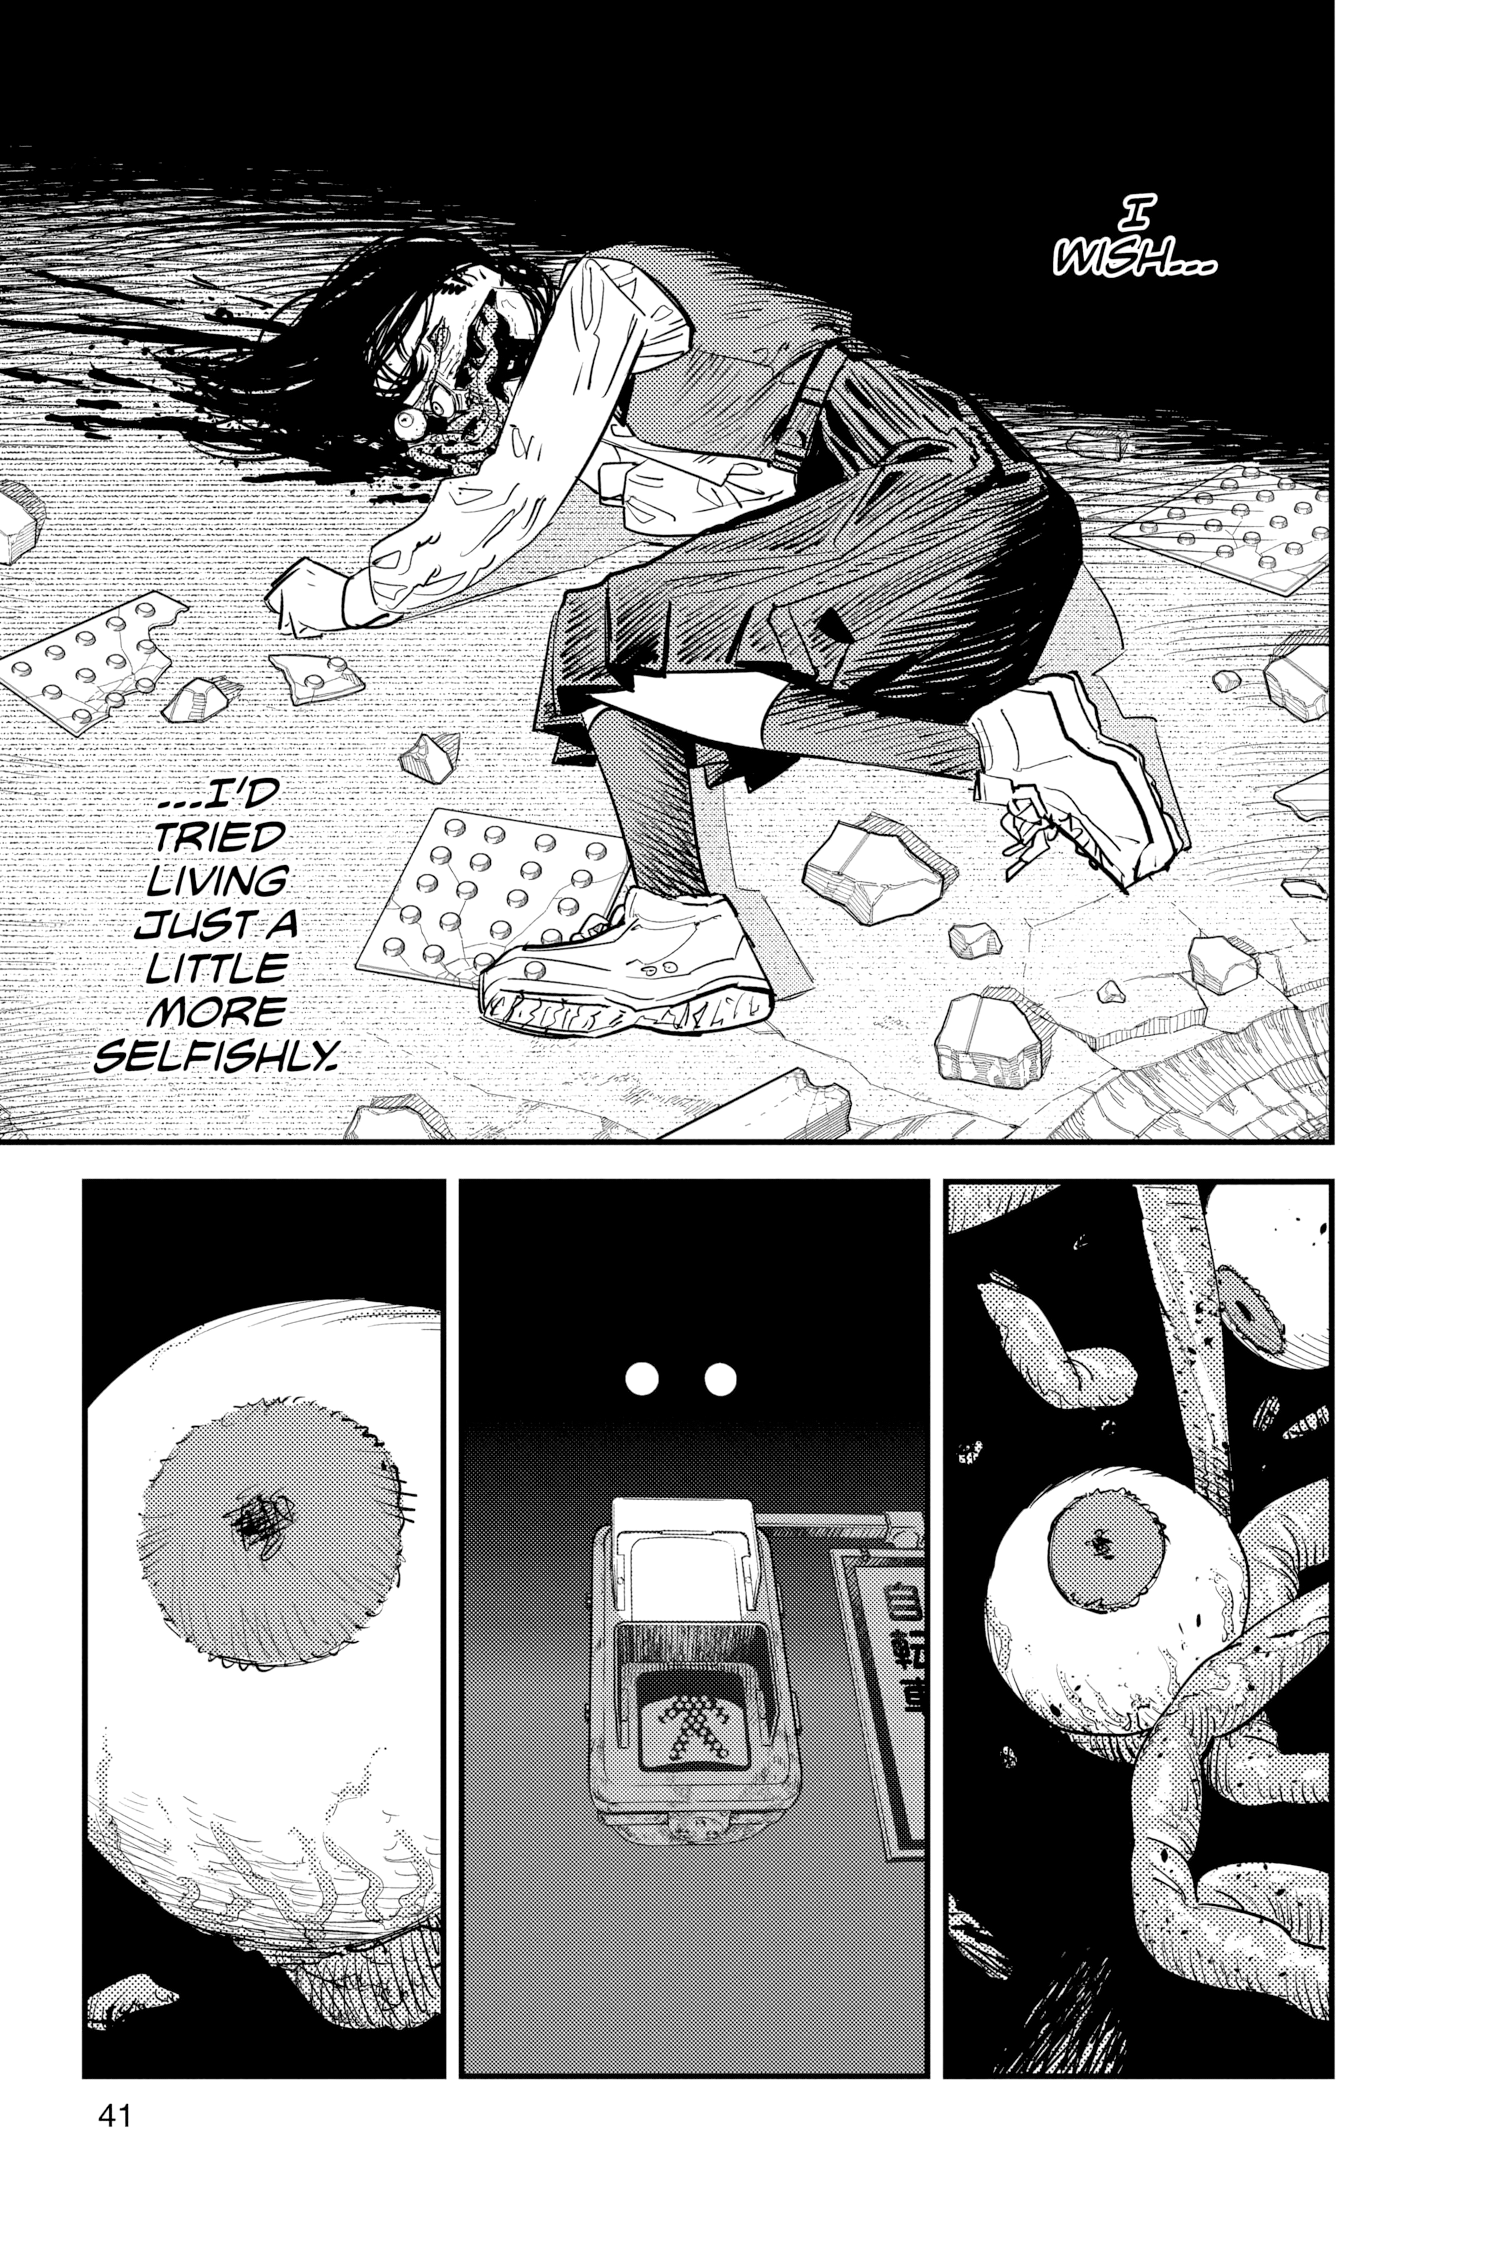 I
WISH...
...I'D
TRIED
LIVING
JUST A
LITTLE
MORE
SELFISHLY.
41